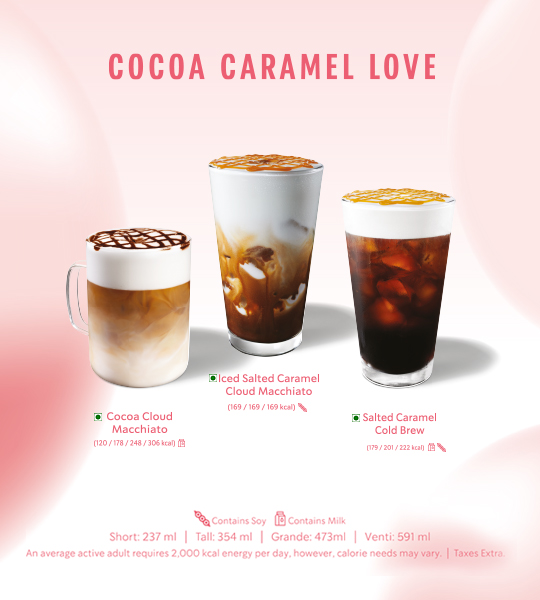 COCOA CARAMEL LOVE
Iced Salted Caramel
Cloud Macchiato
(169 / 169 / 169 kcal)
Cocoa Cloud
Macchiato
(120 / 178 / 248 / 306 kcal)
Salted Caramel
Cold Brew
(179 / 201 / 222 kcal)
Contains Soy Contains Milk
Short: 237 ml | Tall: 354 ml | Grande: 473ml | Venti: 591 ml
An average active adult requires 2,000 kcal energy per day, however, calorie needs may vary. | Taxes Extra.